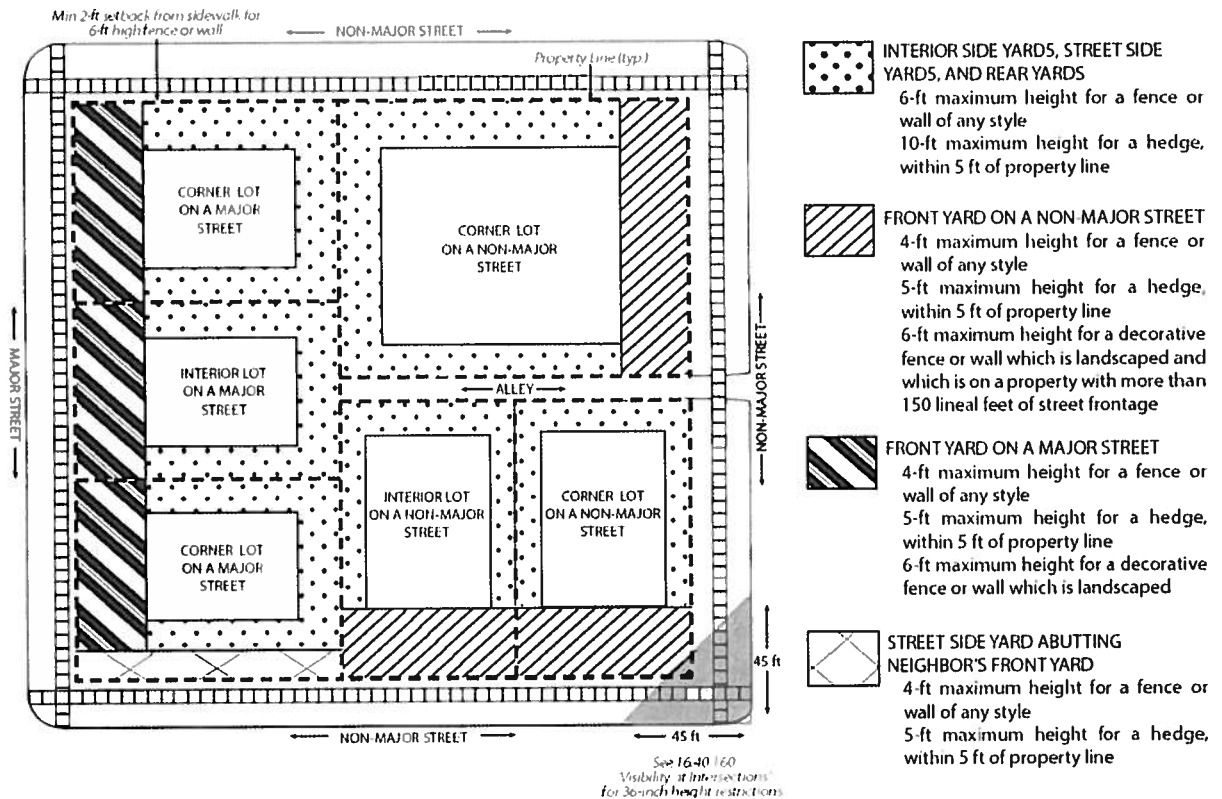 Min 2-ft setback from sidewalk for
6-ft high fence or wall
NON-MAJOR STREET
Property Line (typ.)
CORNER LOT
ON A MAJOR
STREET
CORNER LOT
ON A NON-MAJOR
STREET
INTERIOR LOT
ON A MAJOR
STREET
MAJOR STREET
NON-MAJOR STREET
ALLEY
INTERIOR LOT
ON A NON-MAJOR
STREET
CORNER LOT
ON A NON-MAJOR
STREET
CORNER LOT
ON A MAJOR
STREET
45 ft
NON-MAJOR STREET
45 ft
See 16.40.160
"Visibility at Intersections"
for 36-inch height restrictions
INTERIOR SIDE YARDS, STREET SIDE
YARDS, AND REAR YARDS
6-ft maximum height for a fence or
wall of any style
10-ft maximum height for a hedge,
within 5 ft of property line
FRONT YARD ON A NON-MAJOR STREET
4-ft maximum height for a fence or
wall of any style
5-ft maximum height for a hedge,
within 5 ft of property line
6-ft maximum height for a decorative
fence or wall which is landscaped and
which is on a property with more than
150 lineal feet of street frontage
FRONT YARD ON A MAJOR STREET
4-ft maximum height for a fence or
wall of any style
5-ft maximum height for a hedge,
within 5 ft of property line
6-ft maximum height for a decorative
fence or wall which is landscaped
STREET SIDE YARD ABUTTING
NEIGHBOR'S FRONT YARD
4-ft maximum height for a fence or
wall of any style
5-ft maximum height for a hedge,
within 5 ft of property line